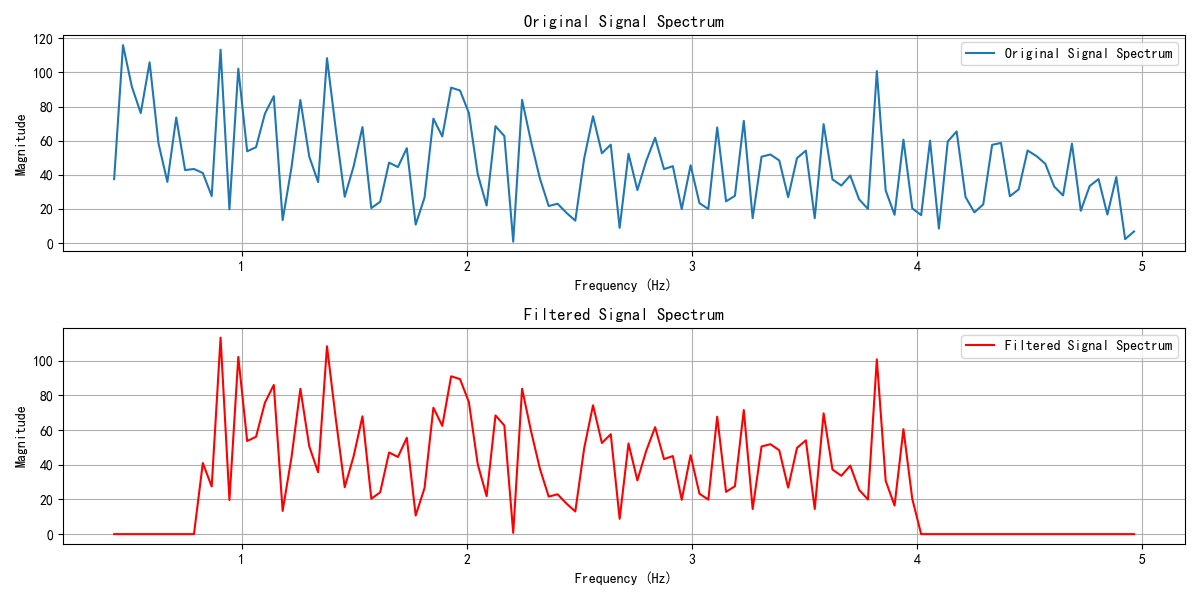 Original Signal Spectrum
120
100
80
60
40
20
0
Magnitude
Original Signal Spectrum
1 2 3 4 5
Frequency (Hz)
Filtered Signal Spectrum
100
80
60
40
20
0
Magnitude
Filtered Signal Spectrum
1 2 3 4 5
Frequency (Hz)